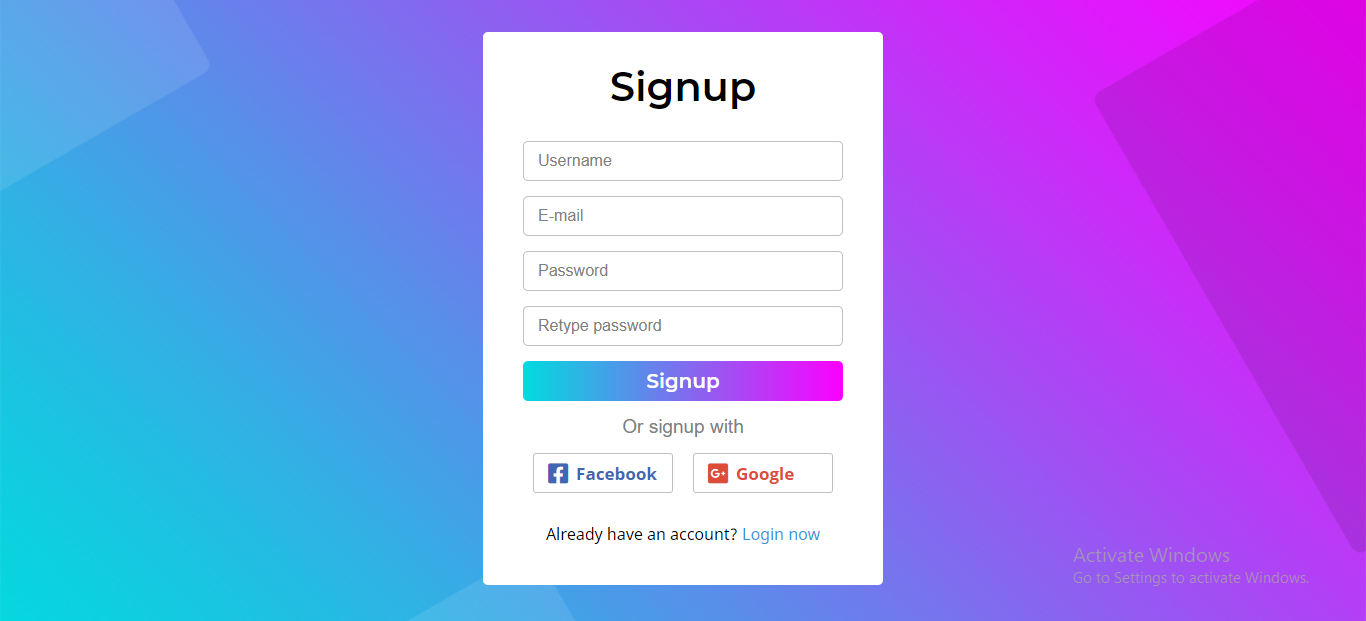 Signup
Username
E-mail
Password
Retype password
Signup
Or signup with
Facebook
G+ Google
Already have an account? Login now
Activate Windows
Go to Settings to activate Windows.